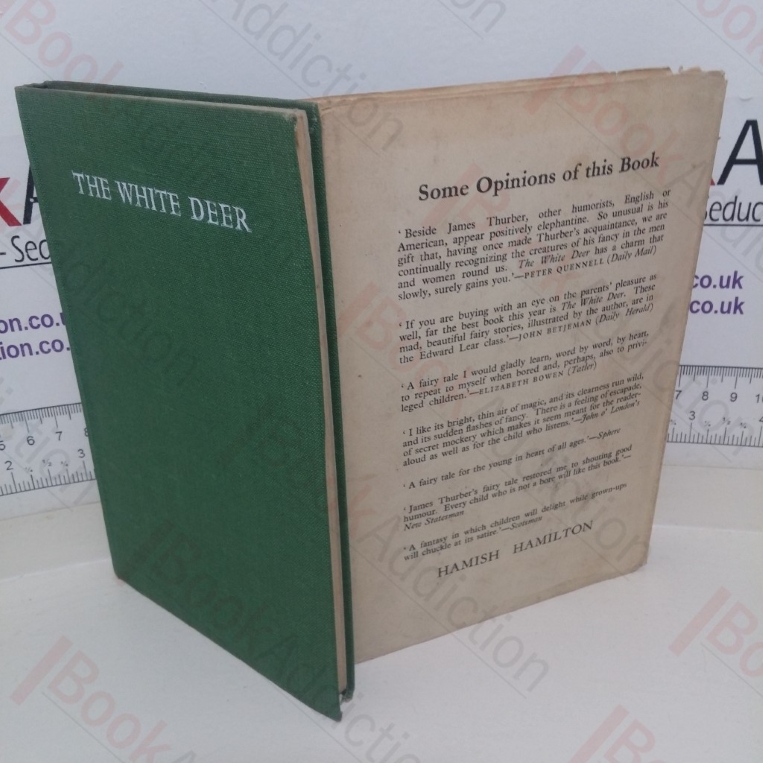 THE WHITE DEER
Some Opinions of this Book
‘Beside James Thurber, other humorists, English or
American, appear positively elephantine. So unusual is his
gift that, having once made Thurber's acquaintance, we are
continually recognizing the creatures of his fancy in the men
and women round us. The White Deer has a charm that
slowly, surely gains you.’—PETER QUENNELL (Daily Mail)
‘If you are buying with an eye on the parents' pleasure as
well, far the best book this year is The White Deer. These
mad, beautiful fairy stories, illustrated by the author, are in
the Edward Lear class.’—JOHN BETJEMAN (Daily Herald)
‘A fairy tale I would gladly learn, word by word, by heart,
to repeat to myself when bored and, perhaps, also to privi-
leged children.’—ELIZABETH BOWEN (Tatler)
‘I like its bright, thin air of magic, and its clearness run wild,
and its sudden flashes of fancy. There is a feeling of escape,
of secret mockery which makes it seem meant for the reader-
aloud as well as for the child who listens.’—John o' London's
‘A fairy tale for the young in heart of all ages.’—Sphere
‘James Thurber's fairy tale restored me to shouting good
humour. Every child who is not a bore will like this book.’—
New Statesman
‘A fantasy in which children will delight while grown-ups
will chuckle at its satire.’—Scotsman
HAMISH HAMILTON
BookAddiction